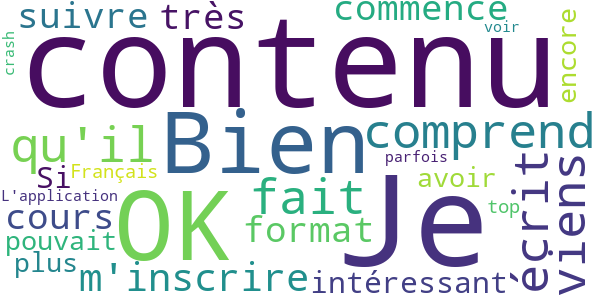 suivre très commence
voir
crash
encore
contenu
Bien
qu'il
comprend
Si
Français
parfois
L'application
OK
fait
Je
avoir
écrit
viens
top
cours
format
pouvait
plus
m'inscrire
intéressant